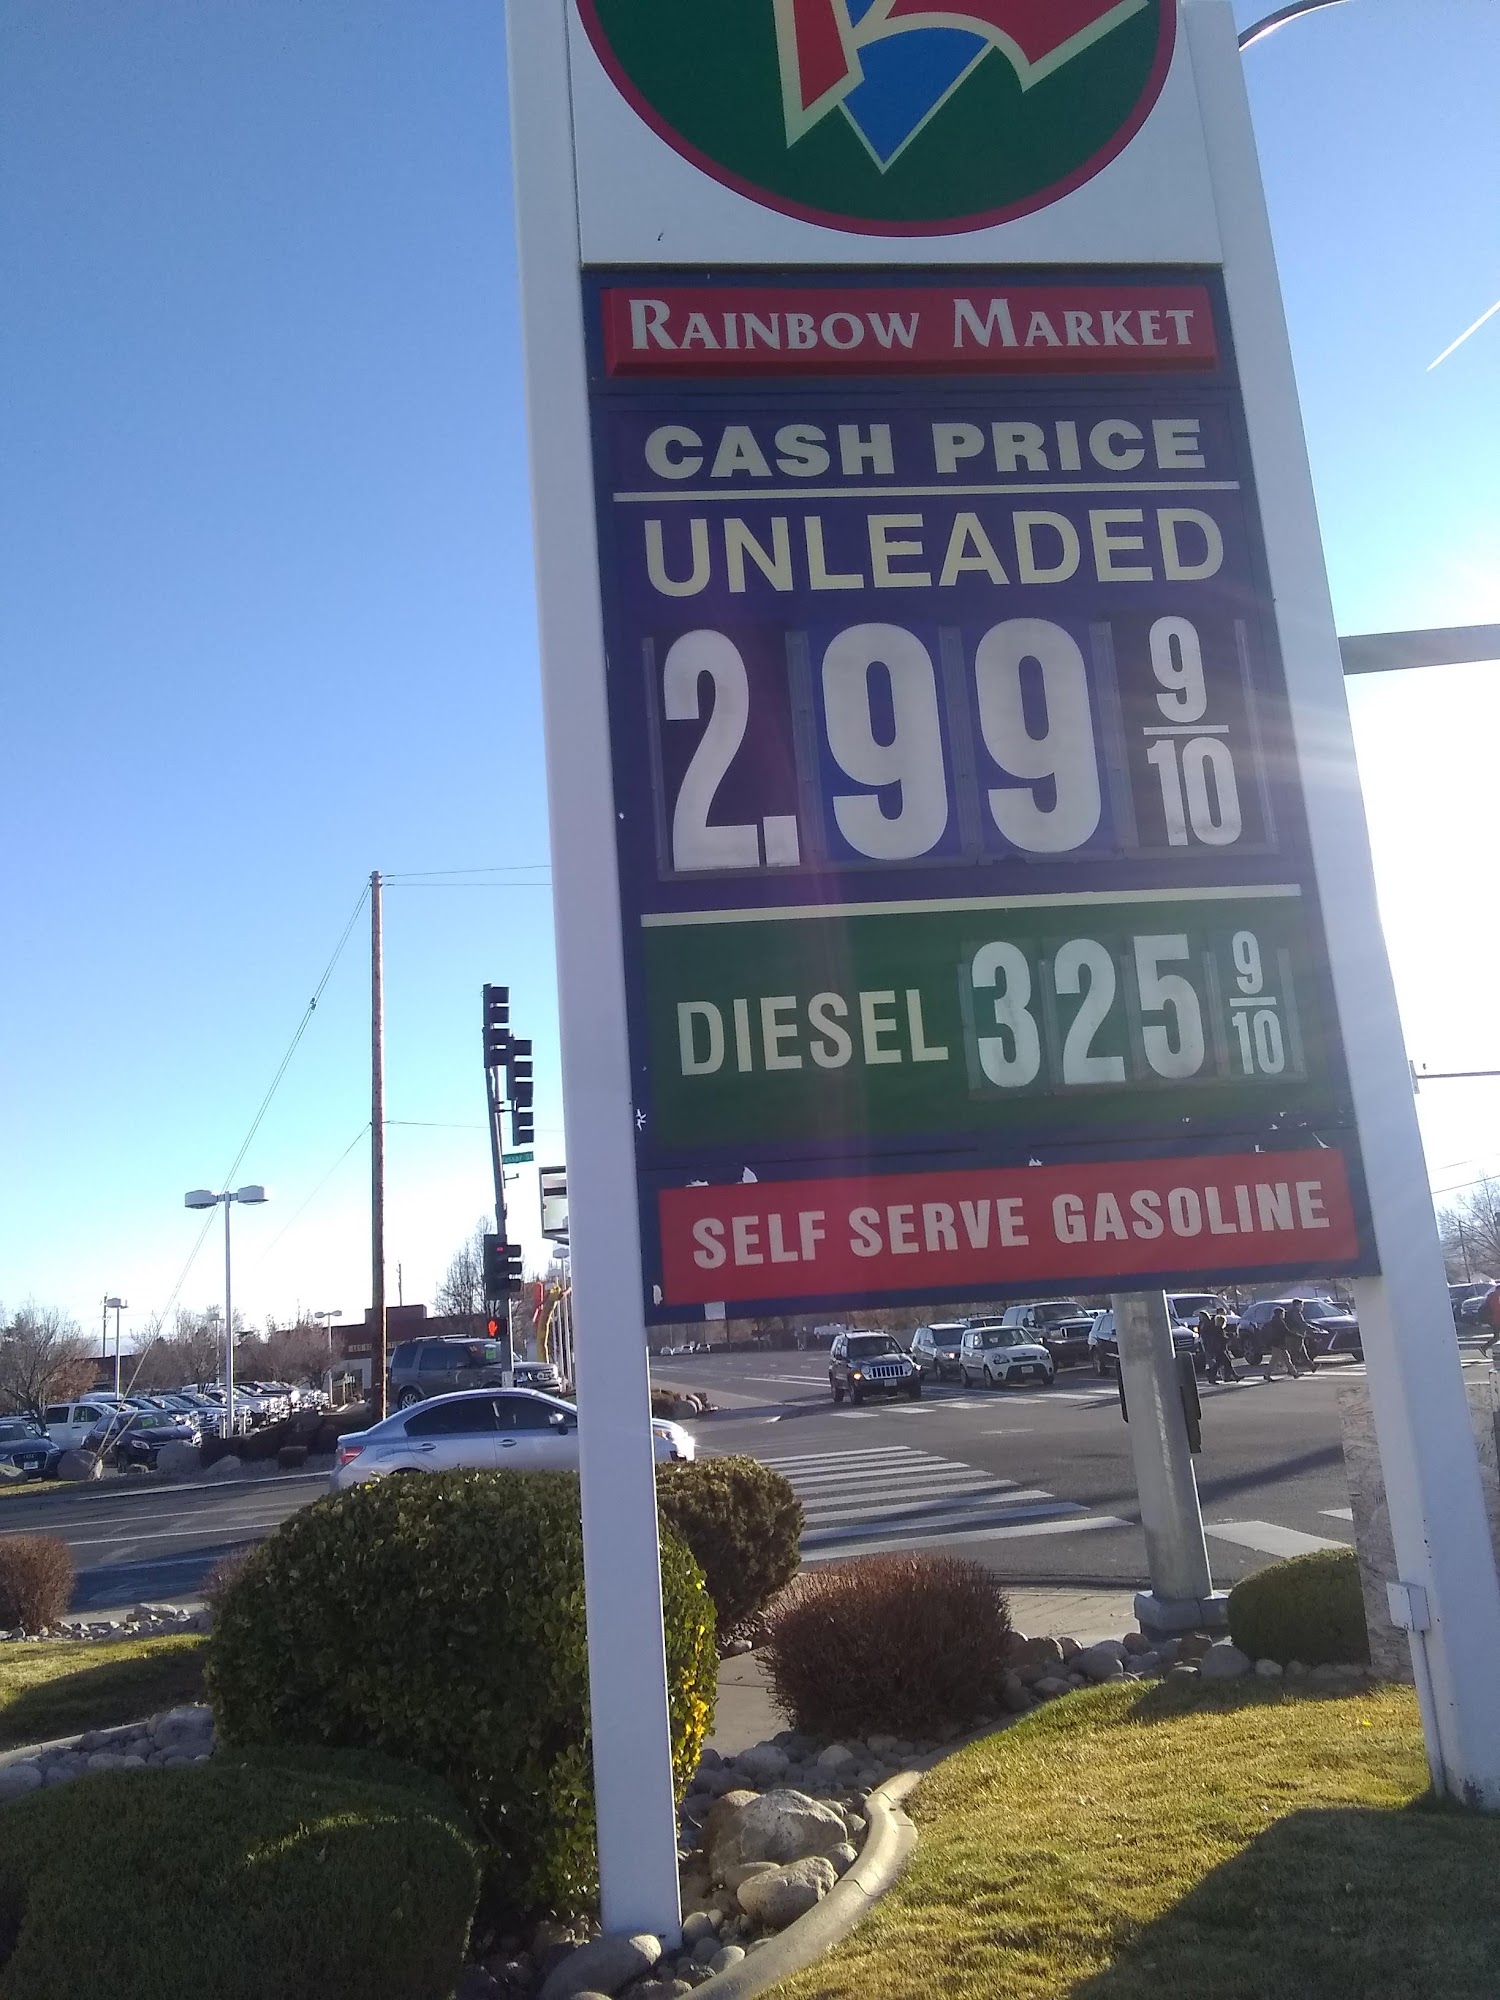 RAINBOW MARKET
CASH PRICE
UNLEADED
2.99 9/10
DIESEL 325 9/10
SELF SERVE GASOLINE